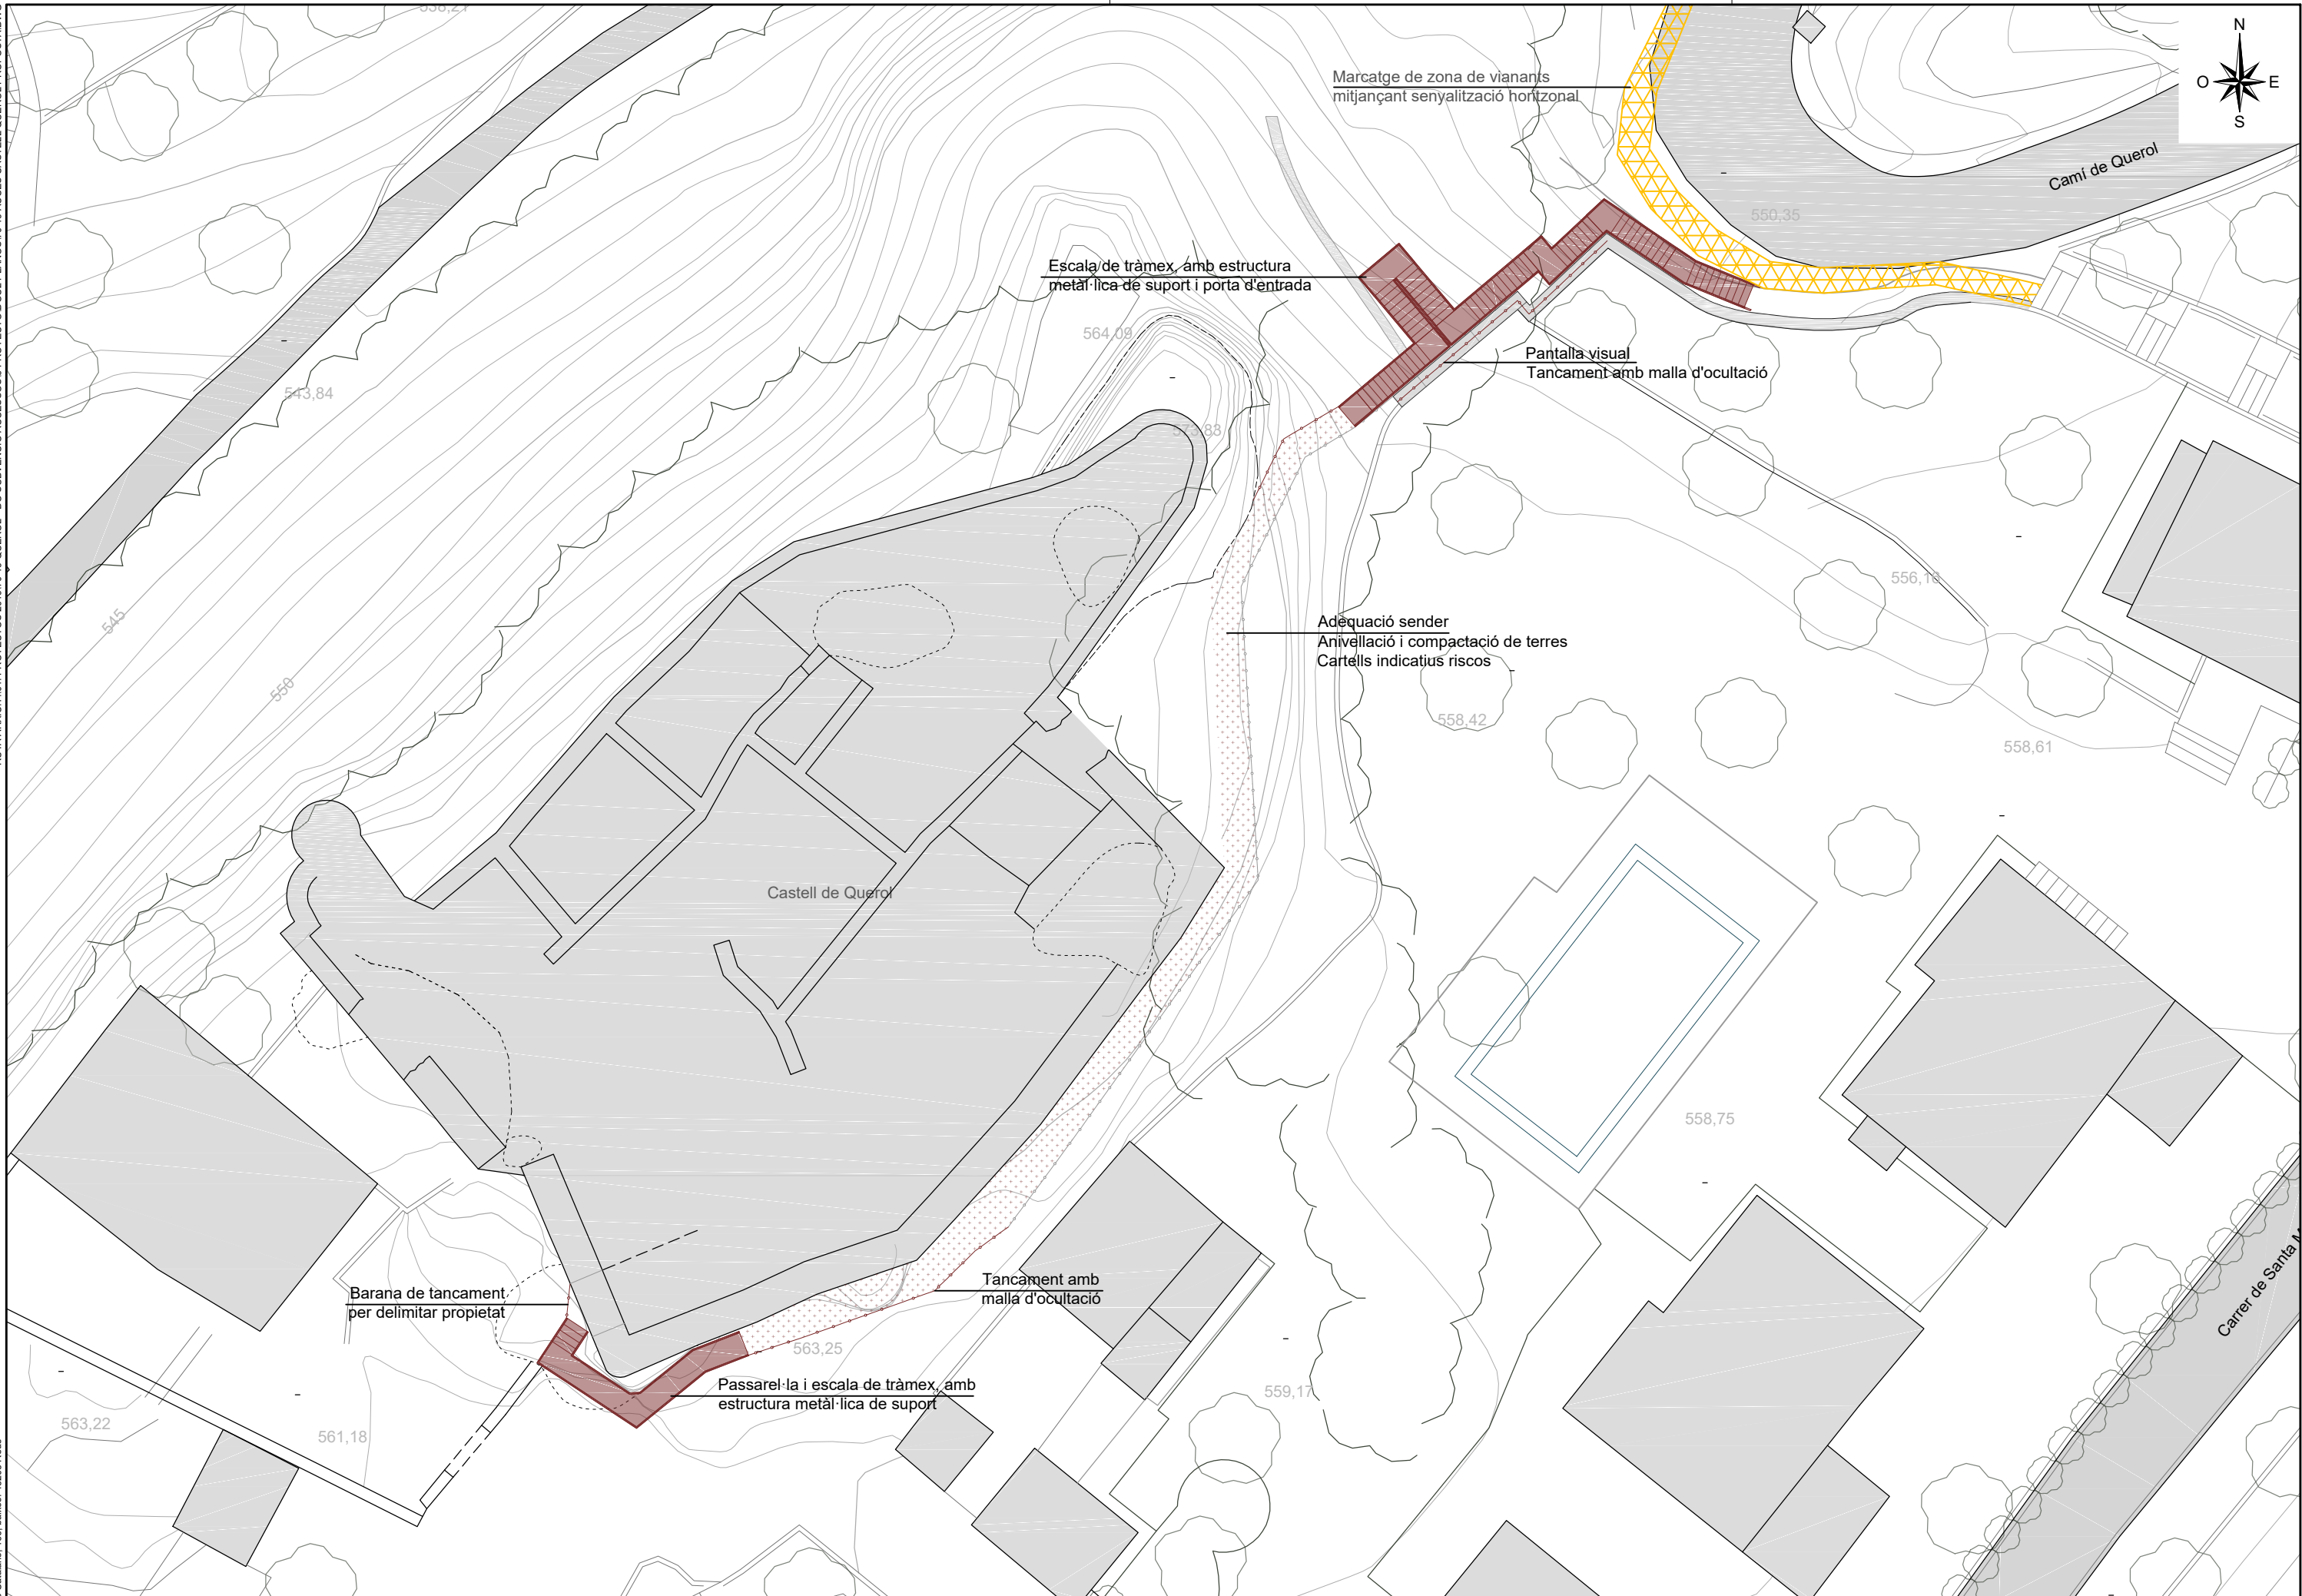 538,21
N
O
E
S
Marcatge de zona de vianants
mitjançant senyalització horitzonal
Camí de Querol
550,35
Escala de tràmex, amb estructura
metàl·lica de suport i porta d'entrada
564,09
Pantalla visual
Tancament amb malla d'ocultació
543,84
573,83
556,18
545
550
Adequació sender
Anivellació i compactació de terres
Cartells indicatius riscos
558,42
558,61
Castell de Querol
558,75
Carrer de Santa M
Barana de tancament
per delimitar propietat
Tancament amb
malla d'ocultació
563,25
Passarel·la i escala de tràmex, amb
estructura metàl·lica de suport
559,17
563,22
561,18